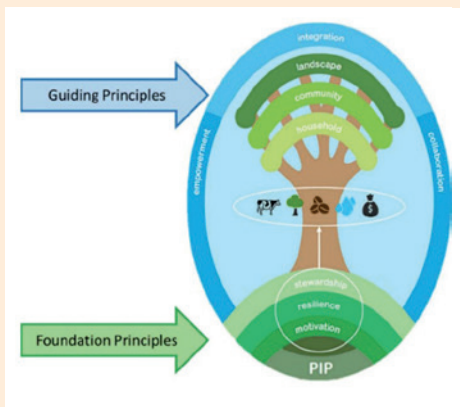 integration
landscape
community
household
Guiding Principles
empowerment
collaboration
stewardship
resilience
motivation
Foundation Principles
PIP